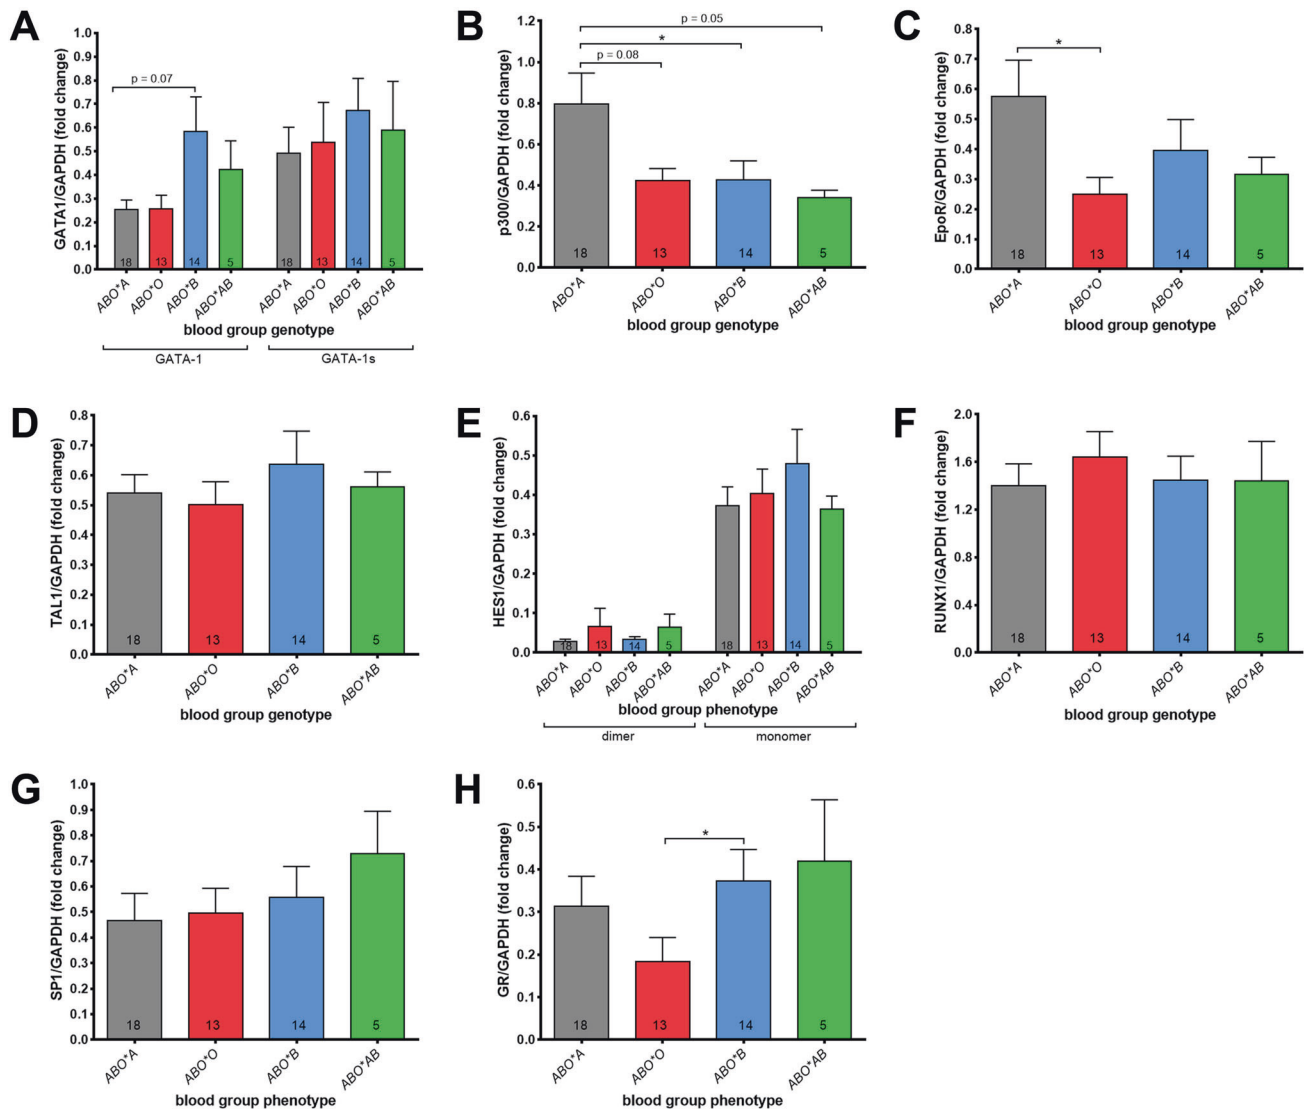 A
GATA1/GAPDH (fold change)
1.0
0.9
0.8
0.7
0.6
0.5
0.4
0.3
0.2
0.1
0.0
p = 0.07
18 13 14 5 18 13 14 5
ABO*A ABO*O ABO*B ABO*AB ABO*A ABO*O ABO*B ABO*AB
blood group genotype
GATA-1 GATA-1s
B
p300/GAPDH (fold change)
1.2
1.0
0.8
0.6
0.4
0.2
0.0
p = 0.05
*
p = 0.08
18 13 14 5
ABO*A ABO*O ABO*B ABO*AB
blood group genotype
C
EpoR/GAPDH (fold change)
0.8
0.7
0.6
0.5
0.4
0.3
0.2
0.1
0.0
*
18 13 14 5
ABO*A ABO*O ABO*B ABO*AB
blood group genotype
D
TAL1/GAPDH (fold change)
0.8
0.7
0.6
0.5
0.4
0.3
0.2
0.1
0.0
18 13 14 5
ABO*A ABO*O ABO*B ABO*AB
blood group genotype
E
HES1/GAPDH (fold change)
0.6
0.5
0.4
0.3
0.2
0.1
0.0
18 13 14 5 18 13 14 5
ABO*A ABO*O ABO*B ABO*AB ABO*A ABO*O ABO*B ABO*AB
blood group phenotype
dimer monomer
F
RUNX1/GAPDH (fold change)
2.0
1.6
1.2
0.8
0.4
0.0
18 13 14 5
ABO*A ABO*O ABO*B ABO*AB
blood group genotype
G
SP1/GAPDH (fold change)
1.0
0.9
0.8
0.7
0.6
0.5
0.4
0.3
0.2
0.1
0.0
18 13 14 5
ABO*A ABO*O ABO*B ABO*AB
blood group phenotype
H
GR/GAPDH (fold change)
0.6
0.5
0.4
0.3
0.2
0.1
0.0
*
18 13 14 5
ABO*A ABO*O ABO*B ABO*AB
blood group phenotype